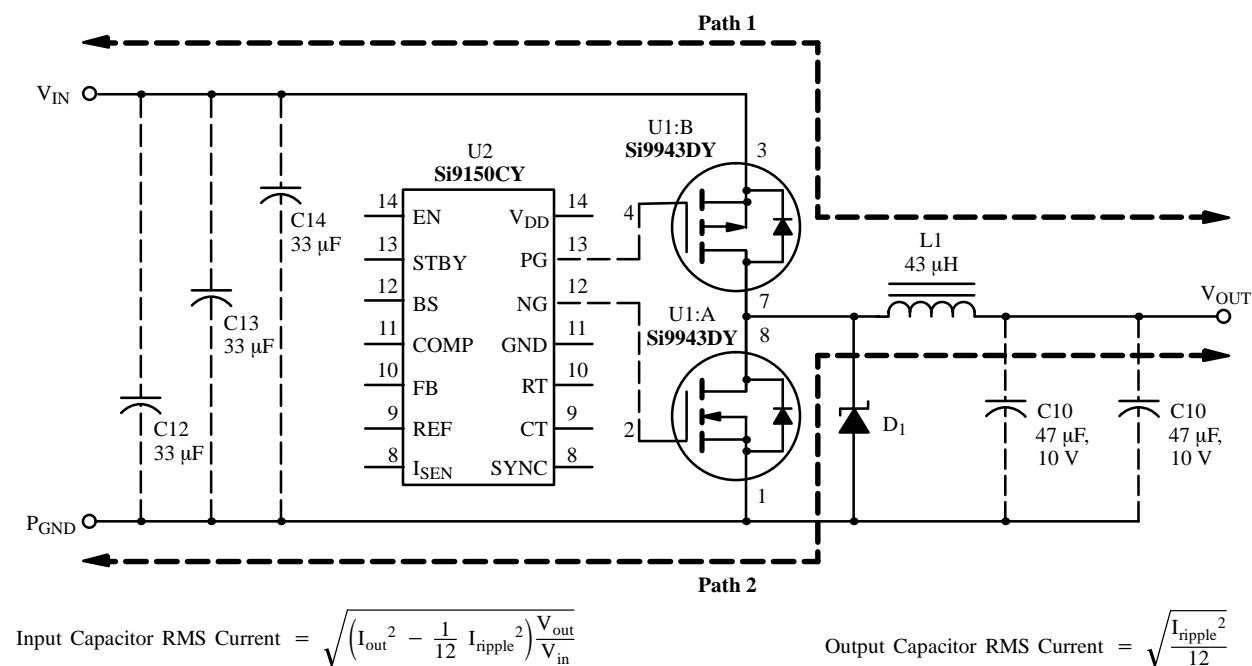 Path 1
V_IN
U1:B
Si9943DY
3
U2
Si9150CY
14 EN V_DD 14
4
C14
33 µF
13 STBY PG 13
L1
43 µH
12 BS NG 12
7
V_OUT
U1:A
Si9943DY
8
C13
33 µF
11 COMP GND 11
10 FB RT 10
C12
33 µF
9 REF CT 9
2
D_1
C10
47 µF,
10 V
C10
47 µF,
10 V
8 I_SEN SYNC 8
1
P_GND
Path 2
Input Capacitor RMS Current = √((I_out² − 1/12 I_ripple²) V_out/V_in)
Output Capacitor RMS Current = √(I_ripple²/12)